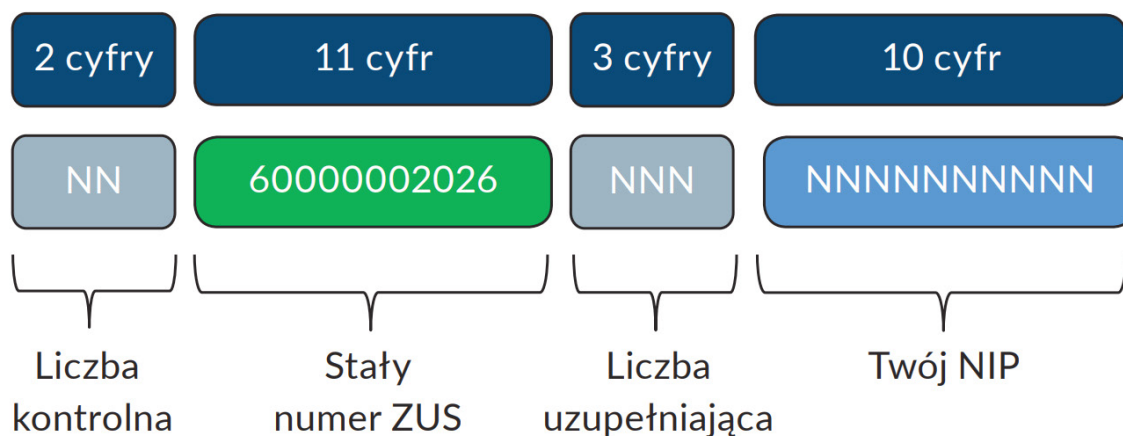 2 cyfry 11 cyfr 3 cyfry 10 cyfr
NN 60000002026 NNN NNNNNNNNNN
Liczba Stały Liczba Twój NIP
kontrolna numer ZUS uzupełniająca